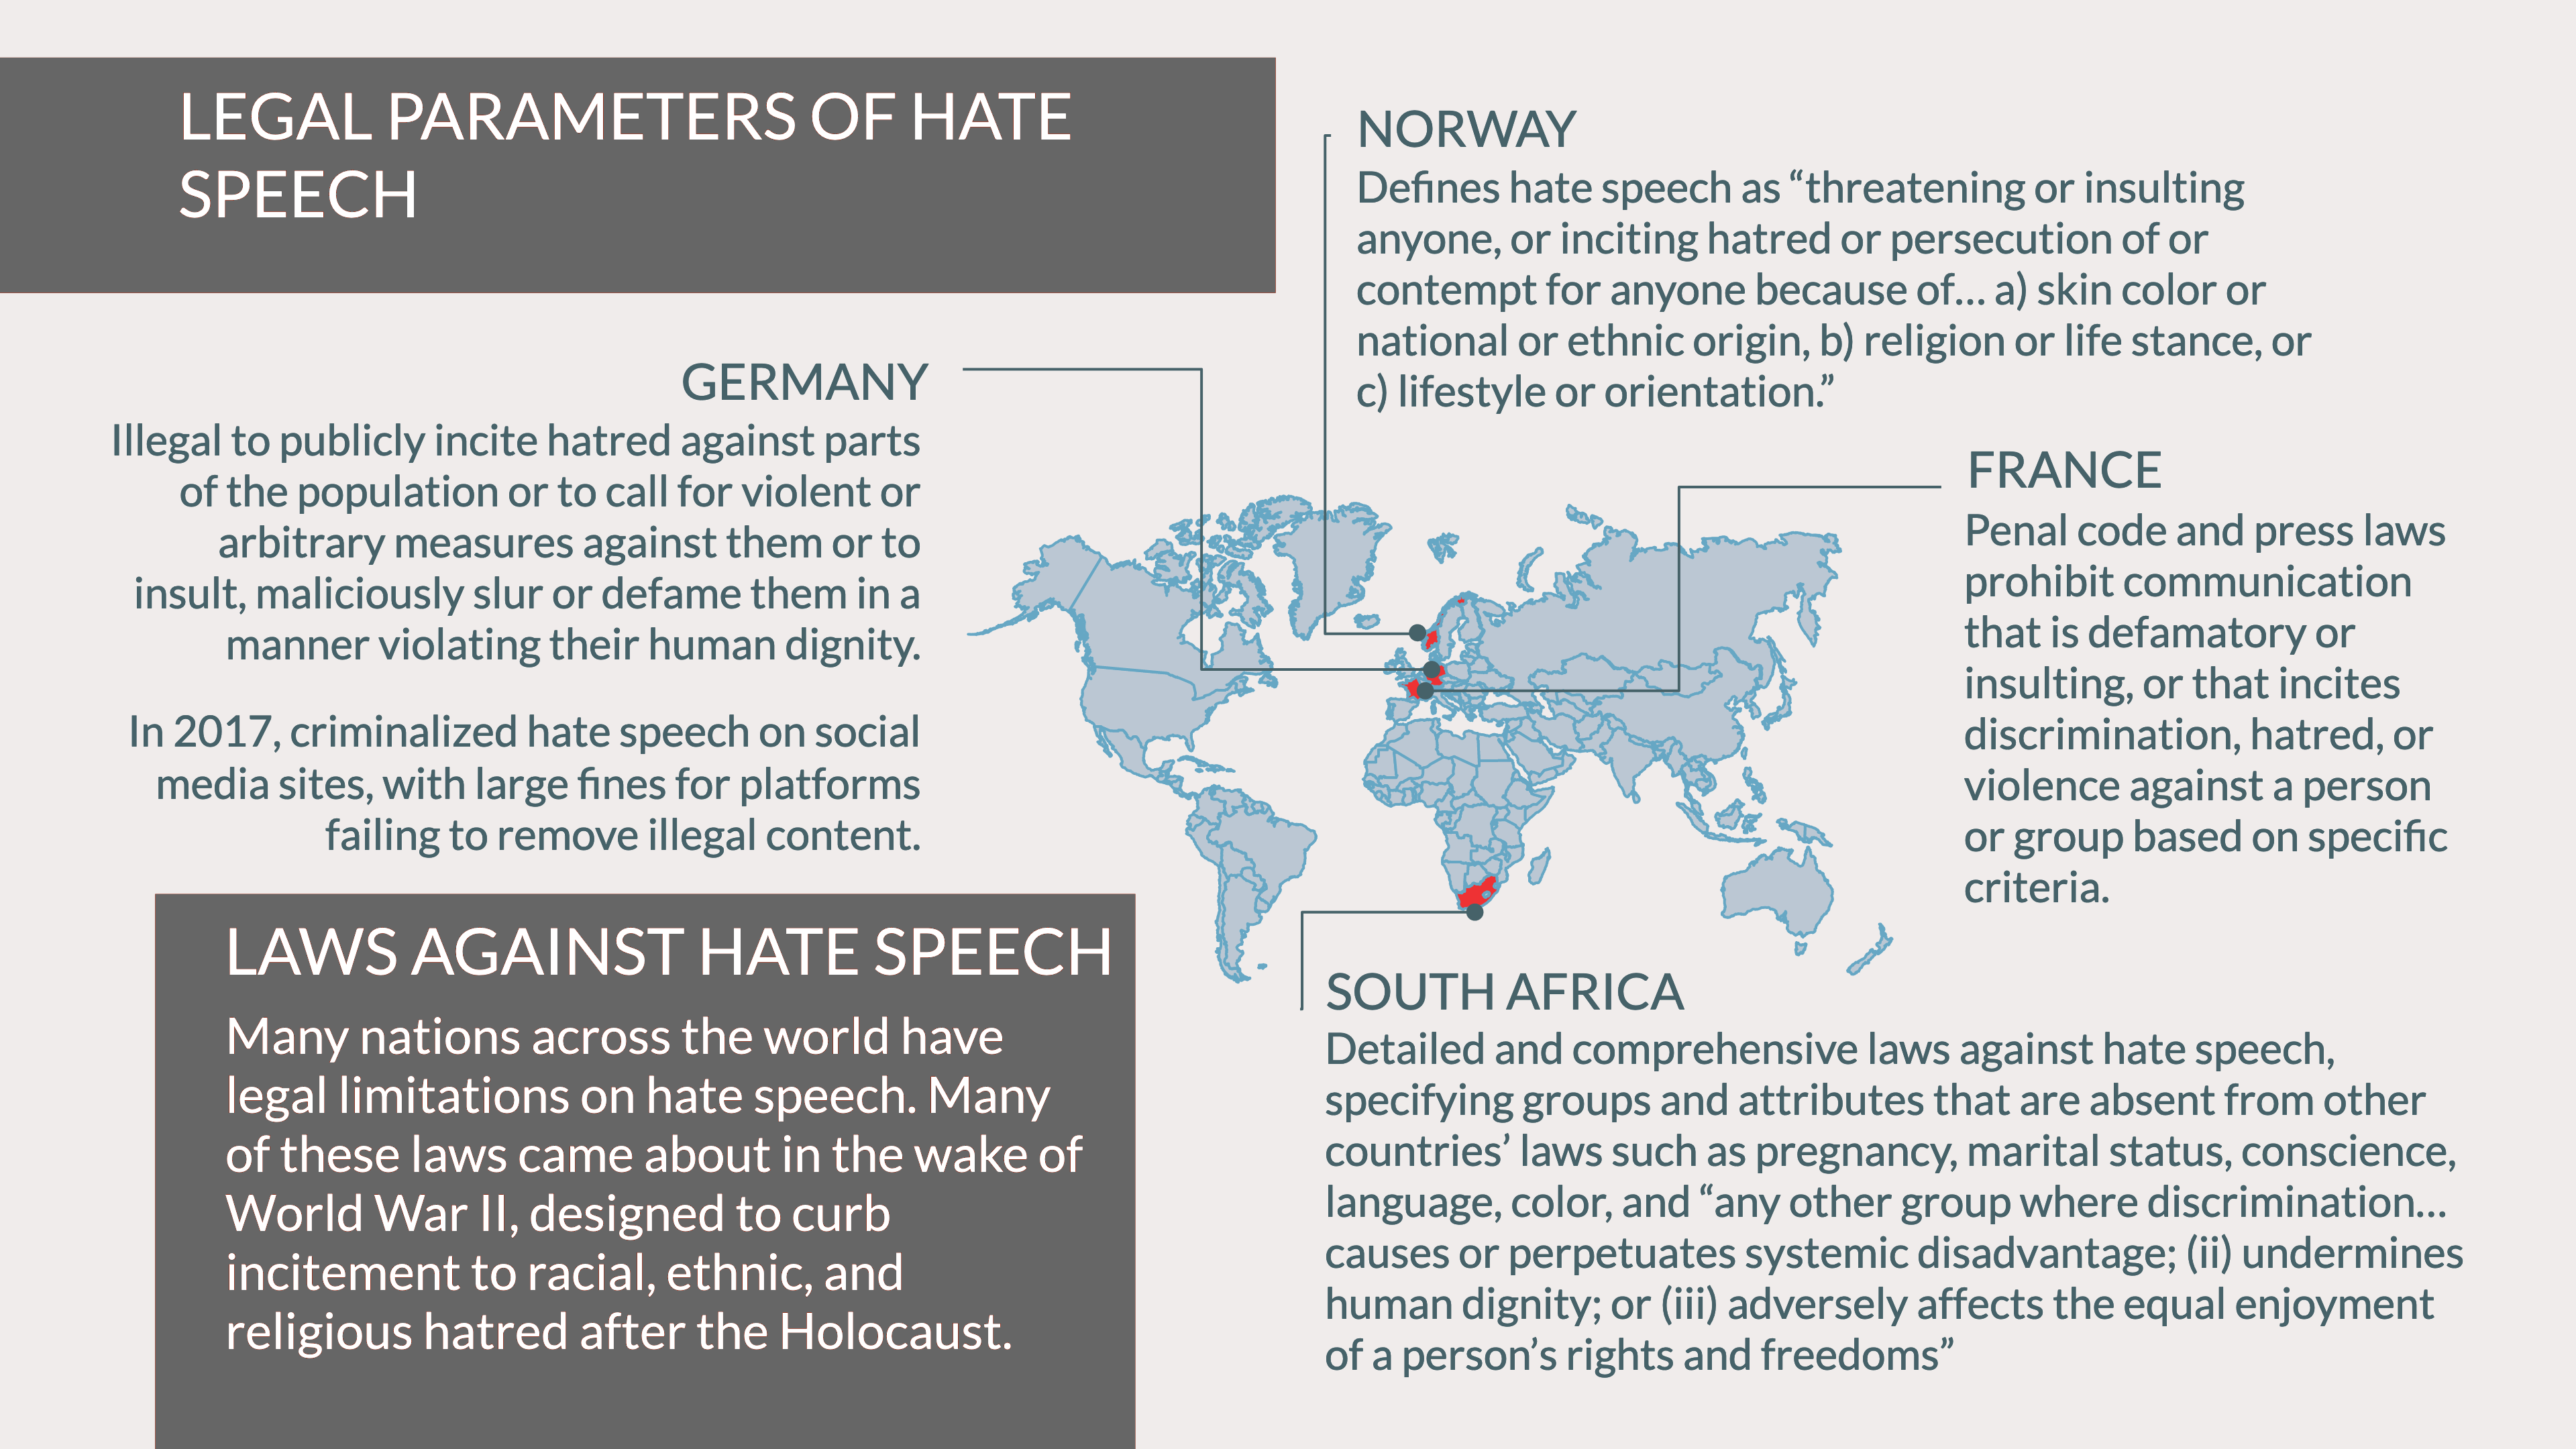 LEGAL PARAMETERS OF HATE
SPEECH
NORWAY
Defines hate speech as “threatening or insulting
anyone, or inciting hatred or persecution of or
contempt for anyone because of… a) skin color or
national or ethnic origin, b) religion or life stance, or
c) lifestyle or orientation.”
GERMANY
Illegal to publicly incite hatred against parts
of the population or to call for violent or
arbitrary measures against them or to
insult, maliciously slur or defame them in a
manner violating their human dignity.
In 2017, criminalized hate speech on social
media sites, with large fines for platforms
failing to remove illegal content.
FRANCE
Penal code and press laws
prohibit communication
that is defamatory or
insulting, or that incites
discrimination, hatred, or
violence against a person
or group based on specific
criteria.
LAWS AGAINST HATE SPEECH
Many nations across the world have
legal limitations on hate speech. Many
of these laws came about in the wake of
World War II, designed to curb
incitement to racial, ethnic, and
religious hatred after the Holocaust.
SOUTH AFRICA
Detailed and comprehensive laws against hate speech,
specifying groups and attributes that are absent from other
countries’ laws such as pregnancy, marital status, conscience,
language, color, and “any other group where discrimination…
causes or perpetuates systemic disadvantage; (ii) undermines
human dignity; or (iii) adversely affects the equal enjoyment
of a person’s rights and freedoms”